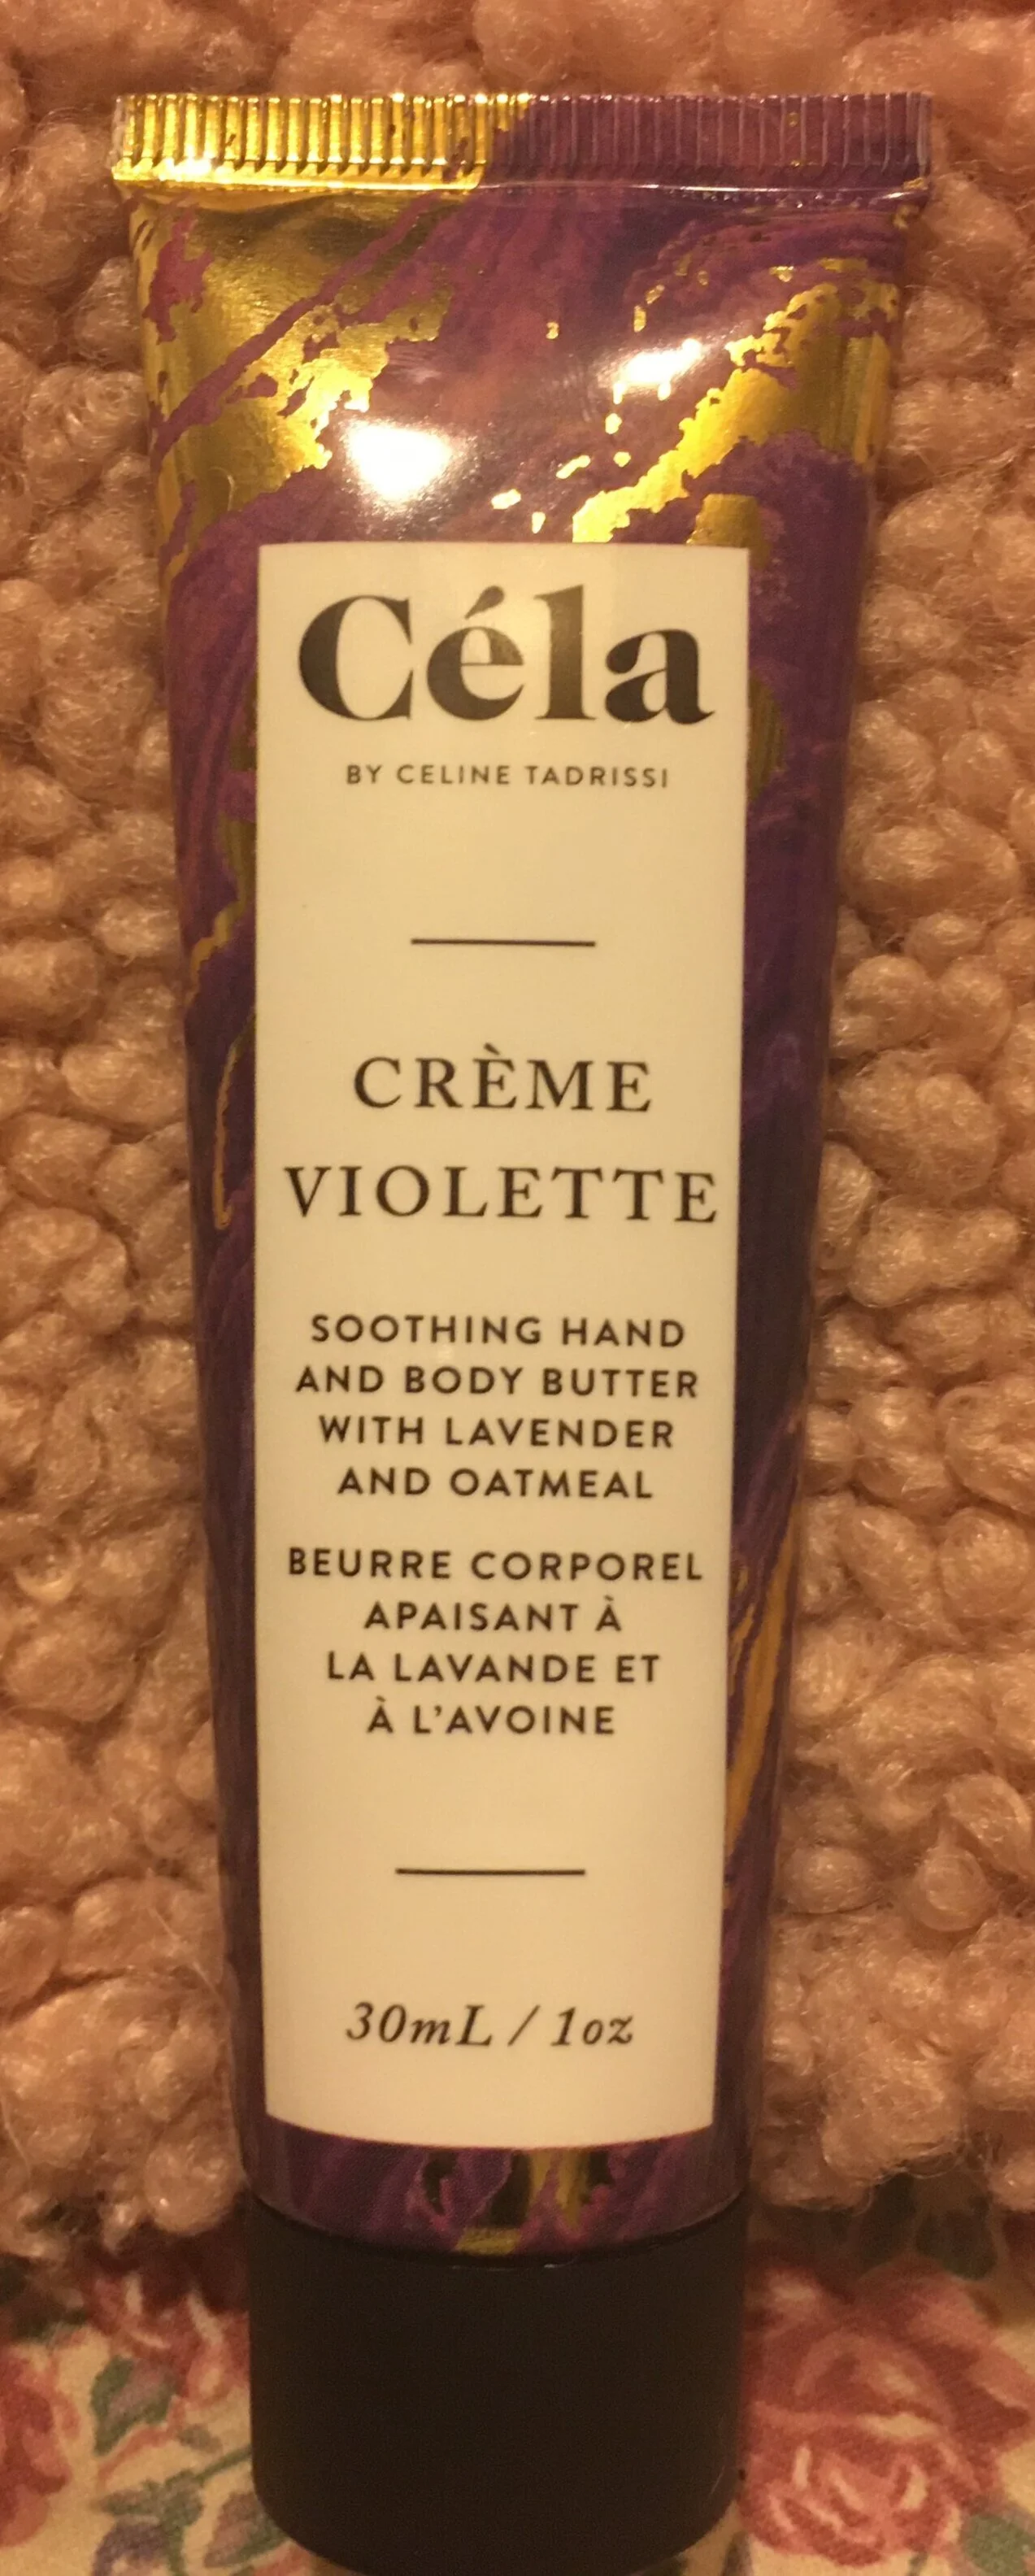 Céla
BY CELINE TADRISSI
CRÈME
VIOLETTE
SOOTHING HAND
AND BODY BUTTER
WITH LAVENDER
AND OATMEAL
BEURRE CORPOREL
APAISANT À
LA LAVANDE ET
À L'AVOINE
30mL / 1oz